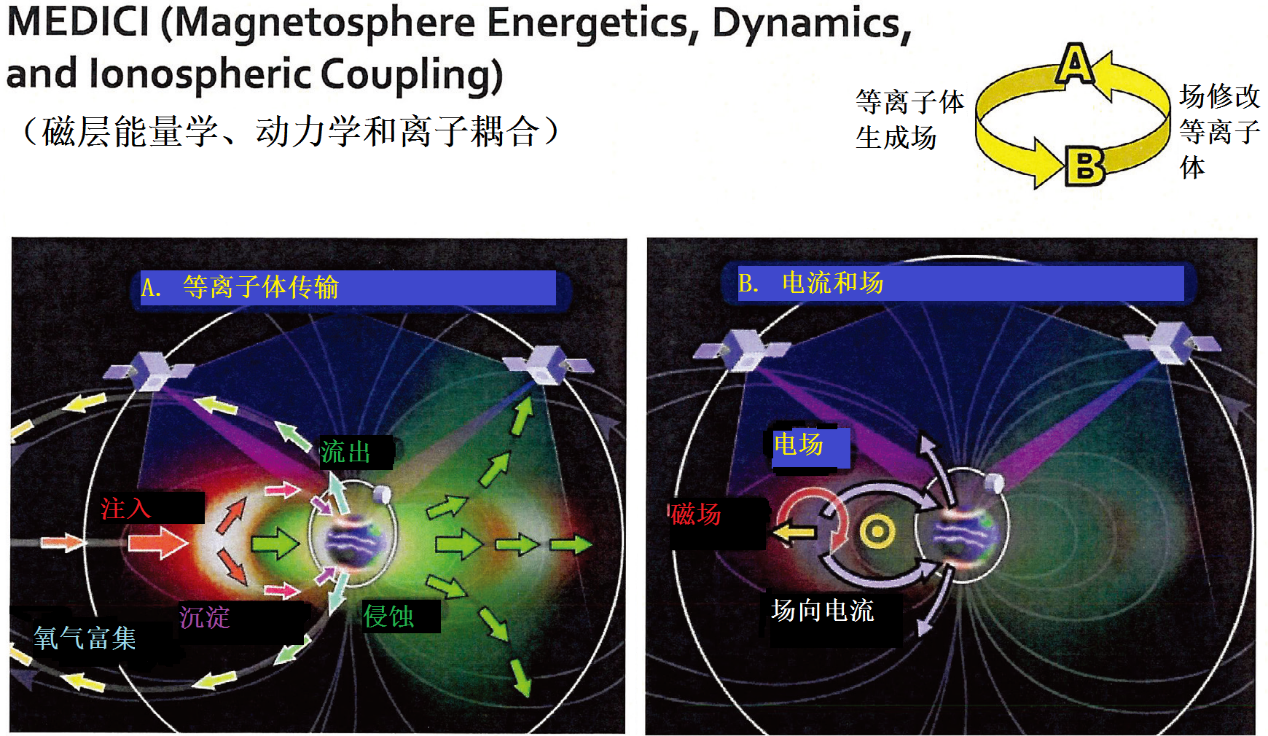 MEDICI (Magnetosphere Energetics, Dynamics,
and Ionospheric Coupling)
（磁层能量学、动力学和离子耦合）
等离子体
生成场
A
B
场修改
等离子
体
A. 等离子体传输
流出
注入
沉淀
侵蚀
氧气富集
B. 电流和场
电场
磁场
场向电流